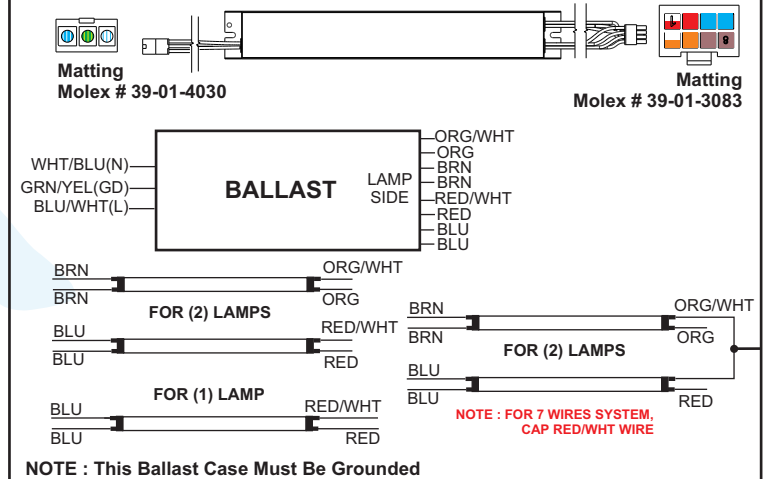 Matting
Molex # 39-01-4030
Matting
Molex # 39-01-3083
WHT/BLU(N)
GRN/YEL(GD)
BLU/WHT(L)
BALLAST
LAMP
SIDE
ORG/WHT
ORG
BRN
BRN
RED/WHT
RED
BLU
BLU
BRN
BRN
ORG/WHT
ORG
FOR (2) LAMPS
BLU
BLU
RED/WHT
RED
FOR (1) LAMP
BLU
BLU
RED/WHT
RED
BRN
BRN
ORG/WHT
ORG
FOR (2) LAMPS
BLU
BLU
RED
NOTE : FOR 7 WIRES SYSTEM,
CAP RED/WHT WIRE
NOTE : This Ballast Case Must Be Grounded